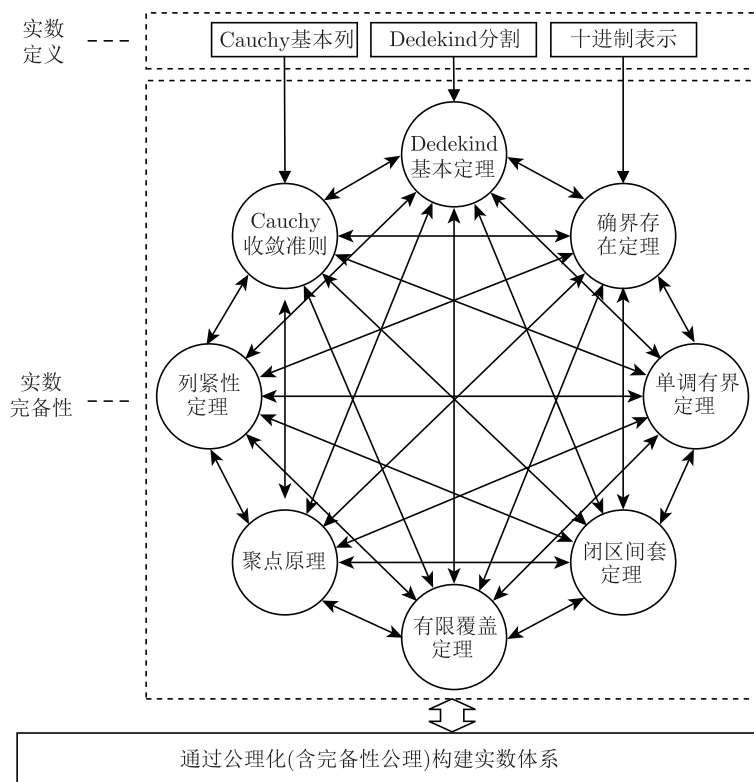 实数
定义
Cauchy基本列
Dedekind分割
十进制表示
Dedekind
基本定理
Cauchy
收敛准则
确界存
在定理
实数
完备性
列紧性
定理
单调有界
定理
聚点原理
闭区间套
定理
有限覆盖
定理
通过公理化(含完备性公理)构建实数体系